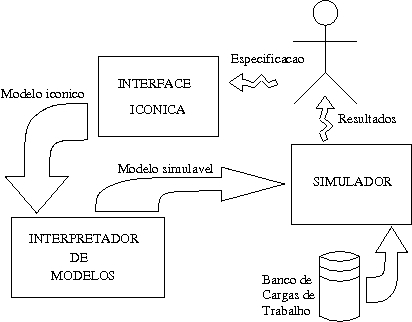 Especificacao
INTERFACE
ICONICA
Modelo iconico
Resultados
Modelo simulavel
SIMULADOR
INTERPRETADOR
DE
MODELOS
Banco de
Cargas de
Trabalho